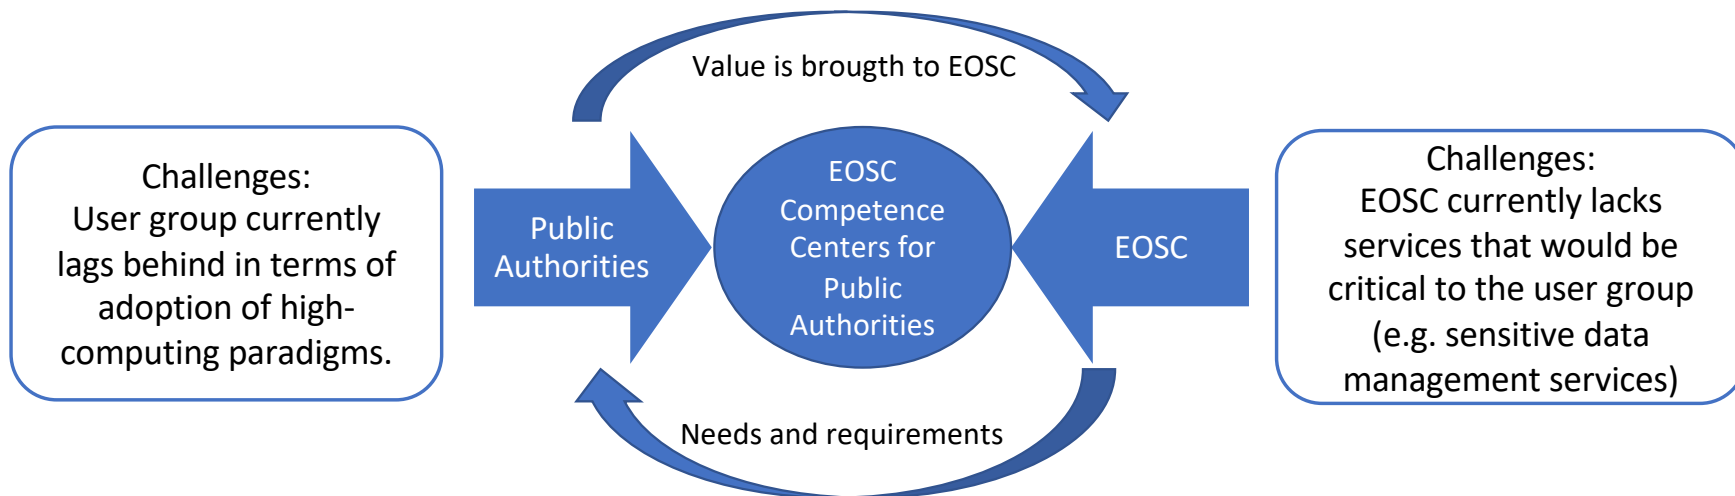 Value is brougth to EOSC
Challenges:
User group currently
lags behind in terms of
adoption of high-
computing paradigms.
Public
Authorities
EOSC
Competence
Centers for
Public
Authorities
EOSC
Challenges:
EOSC currently lacks
services that would be
critical to the user group
(e.g. sensitive data
management services)
Needs and requirements